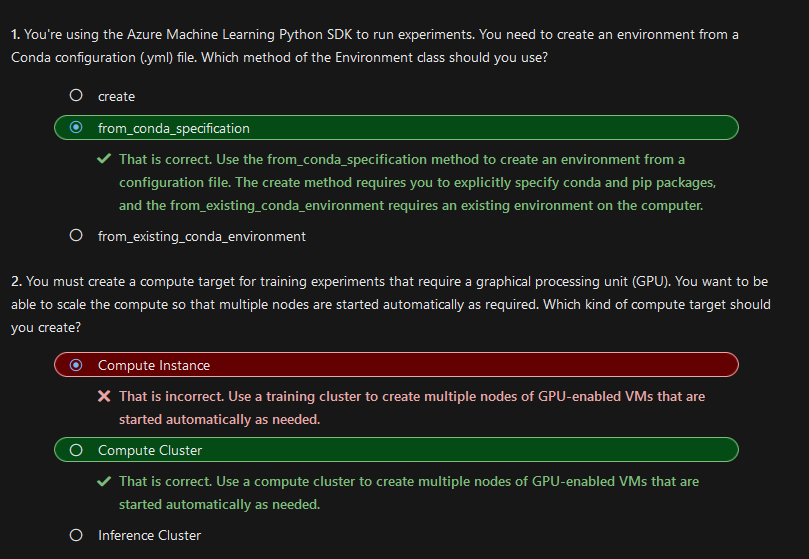 1. You're using the Azure Machine Learning Python SDK to run experiments. You need to create an environment from a
Conda configuration (.yml) file. Which method of the Environment class should you use?
create
from_conda_specification
That is correct. Use the from_conda_specification method to create an environment from a
configuration file. The create method requires you to explicitly specify conda and pip packages,
and the from_existing_conda_environment requires an existing environment on the computer.
from_existing_conda_environment
2. You must create a compute target for training experiments that require a graphical processing unit (GPU). You want to be
able to scale the compute so that multiple nodes are started automatically as required. Which kind of compute target should
you create?
Compute Instance
That is incorrect. Use a training cluster to create multiple nodes of GPU-enabled VMs that are
started automatically as needed.
Compute Cluster
That is correct. Use a compute cluster to create multiple nodes of GPU-enabled VMs that are
started automatically as needed.
Inference Cluster